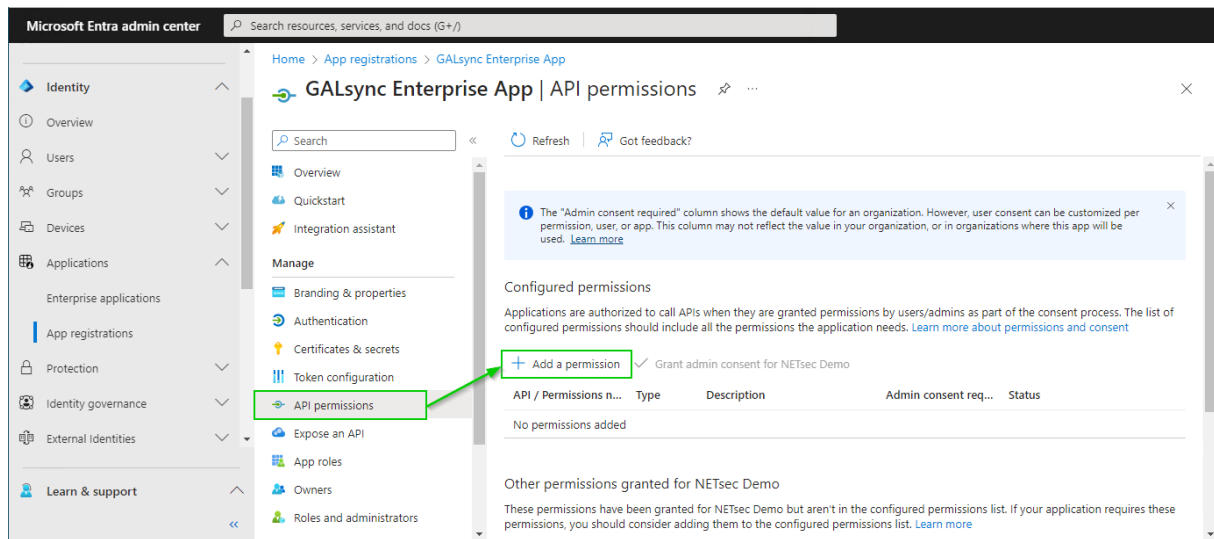 Microsoft Entra admin center
Search resources, services, and docs (G+/)
Identity
Overview
Users
Groups
Devices
Applications
Enterprise applications
App registrations
Protection
Identity governance
External Identities
Learn & support
Home > App registrations > GALsync Enterprise App
GALsync Enterprise App | API permissions
Search
Overview
Quickstart
Integration assistant
Manage
Branding & properties
Authentication
Certificates & secrets
Token configuration
API permissions
Expose an API
App roles
Owners
Roles and administrators
Refresh
Got feedback?
The "Admin consent required" column shows the default value for an organization. However, user consent can be customized per
permission, user, or app. This column may not reflect the value in your organization, or in organizations where this app will be
used. Learn more
Configured permissions
Applications are authorized to call APIs when they are granted permissions by users/admins as part of the consent process. The list of
configured permissions should include all the permissions the application needs. Learn more about permissions and consent
Add a permission
Grant admin consent for NETsec Demo
API / Permissions n... Type Description Admin consent req... Status
No permissions added
Other permissions granted for NETsec Demo
These permissions have been granted for NETsec Demo but aren't in the configured permissions list. If your application requires these
permissions, you should consider adding them to the configured permissions list. Learn more